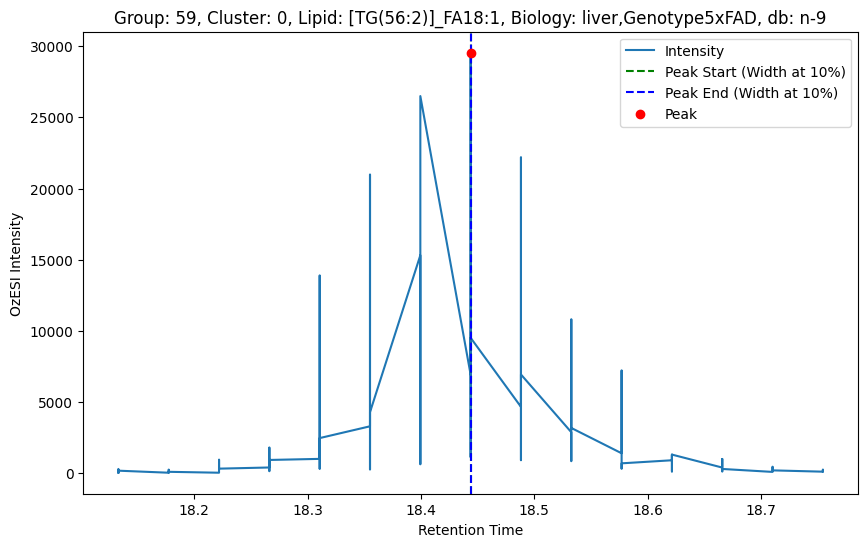 Group: 59, Cluster: 0, Lipid: [TG(56:2)]_FA18:1, Biology: liver,Genotype5xFAD, db: n-9
Intensity
Peak Start (Width at 10%)
Peak End (Width at 10%)
Peak
OzESI Intensity
30000
25000
20000
15000
10000
5000
0
18.2 18.3 18.4 18.5 18.6 18.7
Retention Time